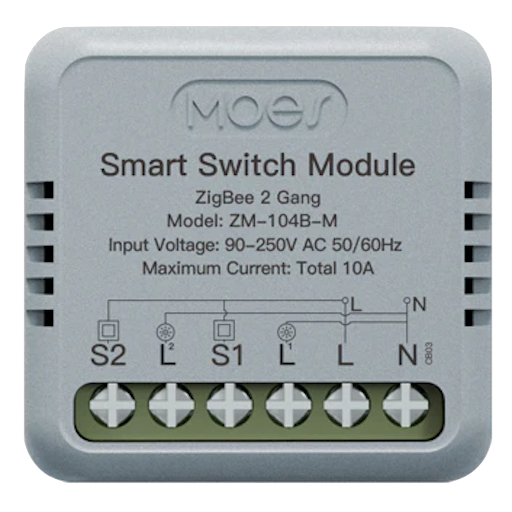 MOES
Smart Switch Module
ZigBee 2 Gang
Model: ZM-104B-M
Input Voltage: 90-250V AC 50/60Hz
Maximum Current: Total 10A
L N
S2 L2 S1 L1 L N CB03